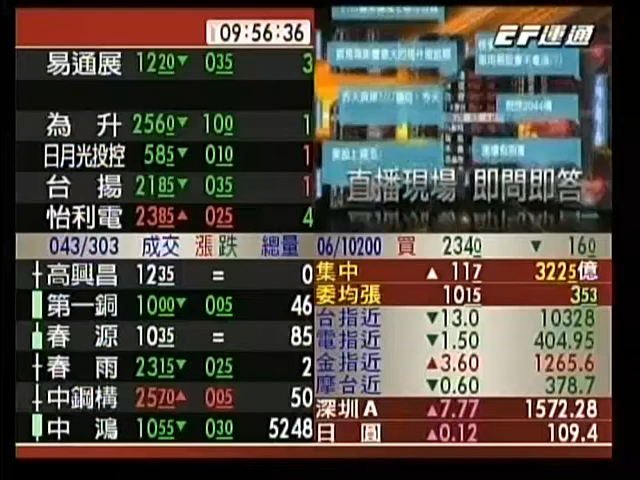 09:56:36
易通展 1220▼ 035 3
為升 2560▼ 100 1
日月光投控 585▼ 010 1
台揚 2185▼ 035 1
怡利電 2385▲ 025 4
EF運通
直播現場 即問即答
043/303 成交 漲跌 總量
高興昌 1235 = 0
第一銅 1000▼ 005 46
春源 1035 = 85
春雨 2315▼ 025 2
中鋼構 2570▲ 005 50
中鴻 1055▼ 030 5248
06/10200 買 2340 ▼ 160
集中 ▲ 117 3225億
委均張 1015 353
台指近 ▼13.0 10328
電指近 ▼1.50 404.95
金指近 ▲3.60 1265.6
摩台近 ▼0.60 378.7
深圳A ▲7.77 1572.28
日圓 ▲0.12 109.4